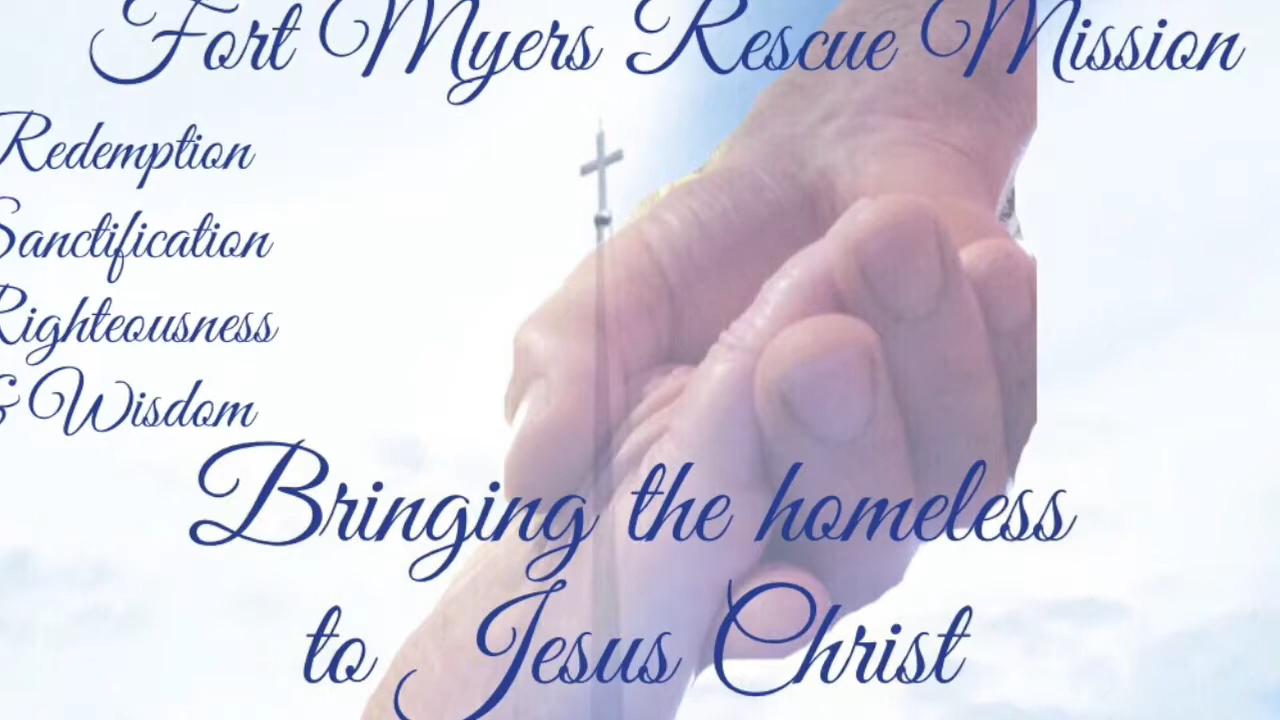 Fort Myers Rescue Mission
Redemption
Sanctification
Righteousness
& Wisdom
Bringing the homeless
to Jesus Christ